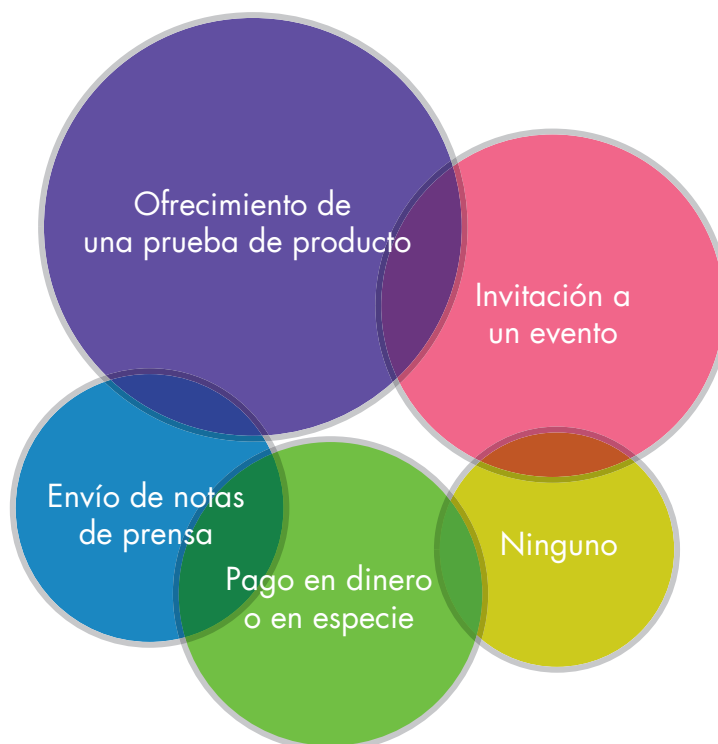 Ofrecimiento de
una prueba de producto
Invitación a
un evento
Envío de notas
de prensa
Ninguno
Pago en dinero
o en especie